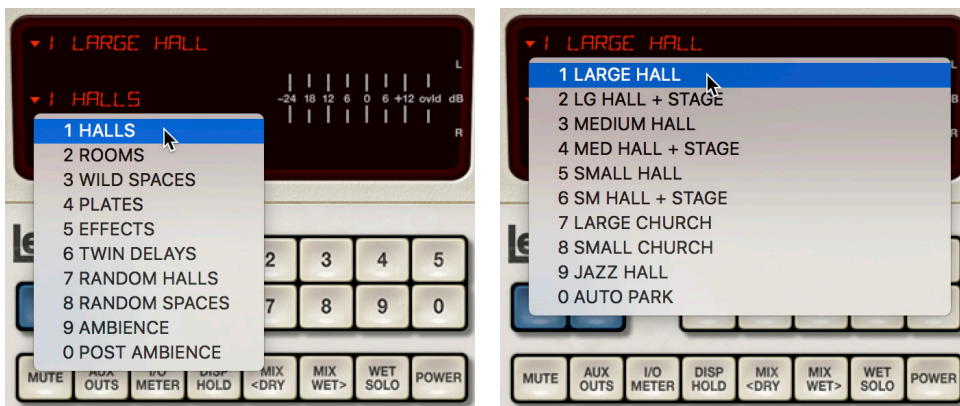 1 LARGE HALL
L
-24 18 12 6 0 6 +12 ovld dB
1 HALLS
R
1 HALLS
2 ROOMS
3 WILD SPACES
4 PLATES
5 EFFECTS
6 TWIN DELAYS
7 RANDOM HALLS
8 RANDOM SPACES
9 AMBIENCE
0 POST AMBIENCE
Le
2 3 4 5
7 8 9 0
MUTE
AUX OUTS
I/O METER
DISP HOLD
MIX <DRY
MIX WET>
WET SOLO
POWER
1 LARGE HALL
L
B
R
1 LARGE HALL
2 LG HALL + STAGE
3 MEDIUM HALL
4 MED HALL + STAGE
5 SMALL HALL
6 SM HALL + STAGE
7 LARGE CHURCH
8 SMALL CHURCH
9 JAZZ HALL
0 AUTO PARK
le
MUTE
AUX OUTS
I/O METER
DISP HOLD
MIX <DRY
MIX WET>
WET SOLO
POWER